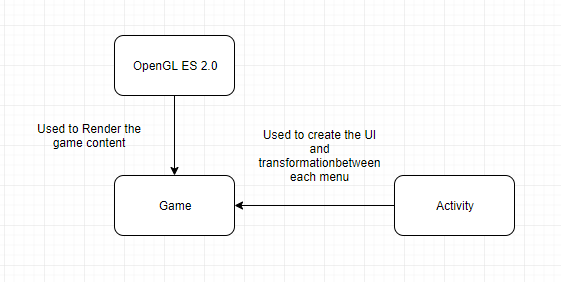 OpenGL ES 2.0
Used to Render the
game content
Used to create the UI
and
transformationbetween
each menu
Game
Activity